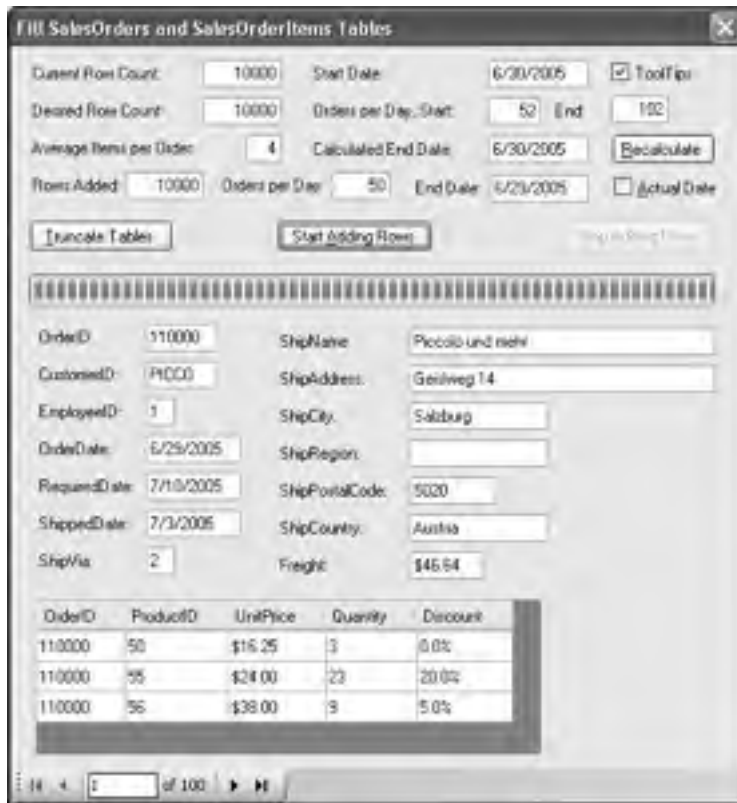 Fill SalesOrders and SalesOrderItems Tables
Current Row Count: 10000 Start Date: 6/30/2005 ToolTips
Desired Row Count: 10000 Orders per Day, Start: 52 End: 102
Average Items per Order: 4 Calculated End Date: 6/30/2005 Recalculate
Rows Added: 10000 Orders per Day: 50 End Date: 6/29/2005 Actual Date
Truncate Tables Start Adding Rows
OrderID: 110000 ShipName: Piccolo und mehr
CustomerID: PICCO ShipAddress: Geislweg 14
EmployeeID: 1 ShipCity: Salzburg
OrderDate: 6/29/2005 ShipRegion:
RequiredDate: 7/10/2005 ShipPostalCode: 5020
ShippedDate: 7/3/2005 ShipCountry: Austria
ShipVia: 2 Freight: $46.64
OrderID ProductID UnitPrice Quantity Discount
110000 50 $16.25 3 0.0%
110000 55 $24.00 23 20.0%
110000 56 $38.00 9 5.0%
1 of 100